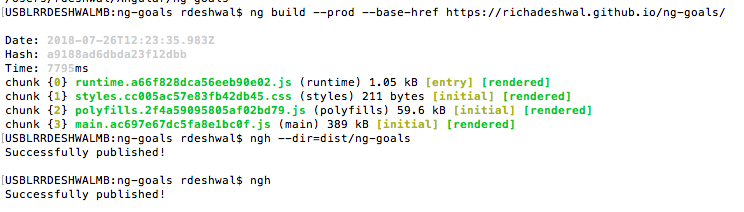 [USBLRRDESHWALMB:ng-goals rdeshwal$ ng build --prod --base-href https://richadeshwal.github.io/ng-goals/
Date: 2018-07-26T12:23:35.983Z
Hash: a9188ad6dbda23f12dbb
Time: 7795ms
chunk {0} runtime.a66f828dca56eeb90e02.js (runtime) 1.05 kB [entry] [rendered]
chunk {1} styles.cc005ac57e83fb42db45.css (styles) 211 bytes [initial] [rendered]
chunk {2} polyfills.2f4a59095805af02bd79.js (polyfills) 59.6 kB [initial] [rendered]
chunk {3} main.ac697e67dc5fa8e1bc0f.js (main) 389 kB [initial] [rendered]
[USBLRRDESHWALMB:ng-goals rdeshwal$ ngh --dir=dist/ng-goals
Successfully published!
[USBLRRDESHWALMB:ng-goals rdeshwal$ ngh
Successfully published!